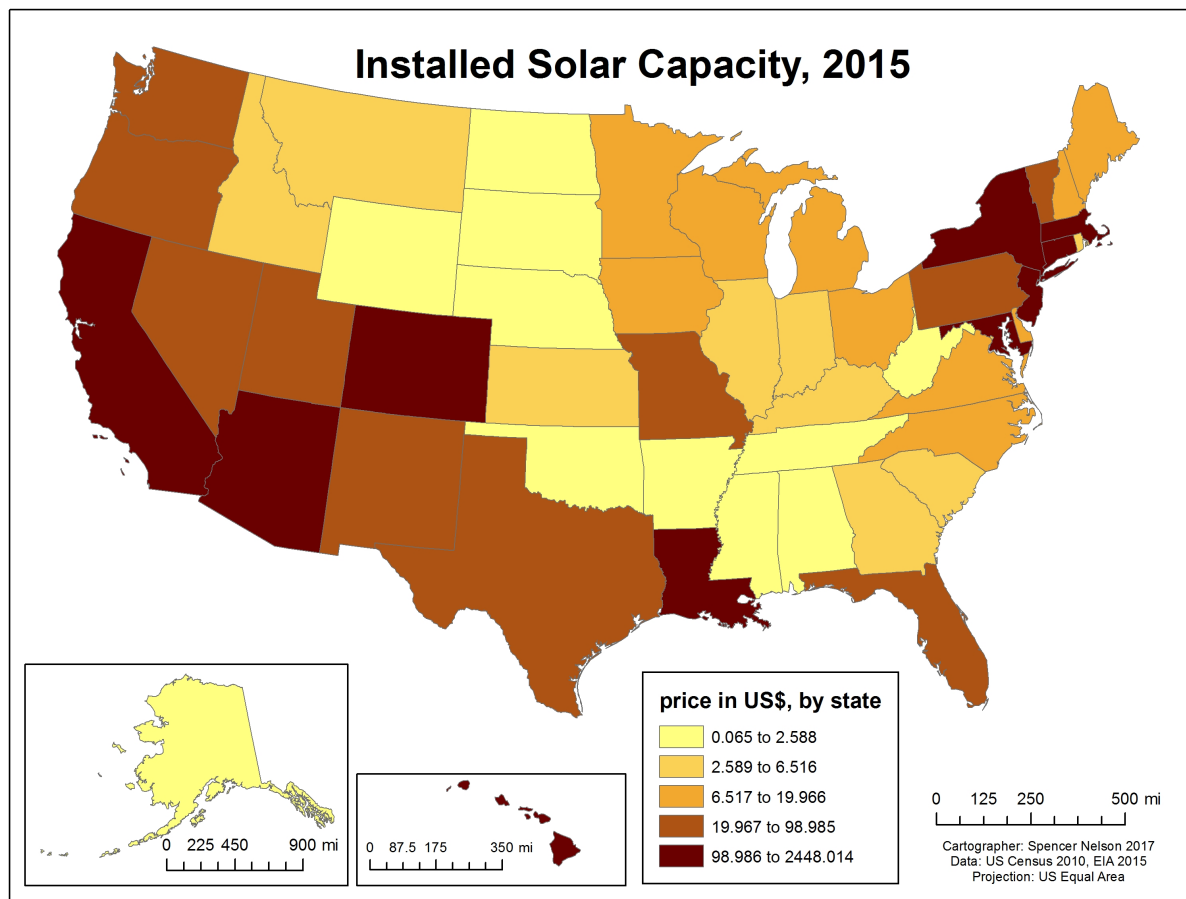 Installed Solar Capacity, 2015
price in US$, by state
0.065 to 2.588
2.589 to 6.516
6.517 to 19.966
19.967 to 98.985
98.986 to 2448.014
0 125 250 500 mi
Cartographer: Spencer Nelson 2017
Data: US Census 2010, EIA 2015
Projection: US Equal Area
0 225 450 900 mi
0 87.5 175 350 mi